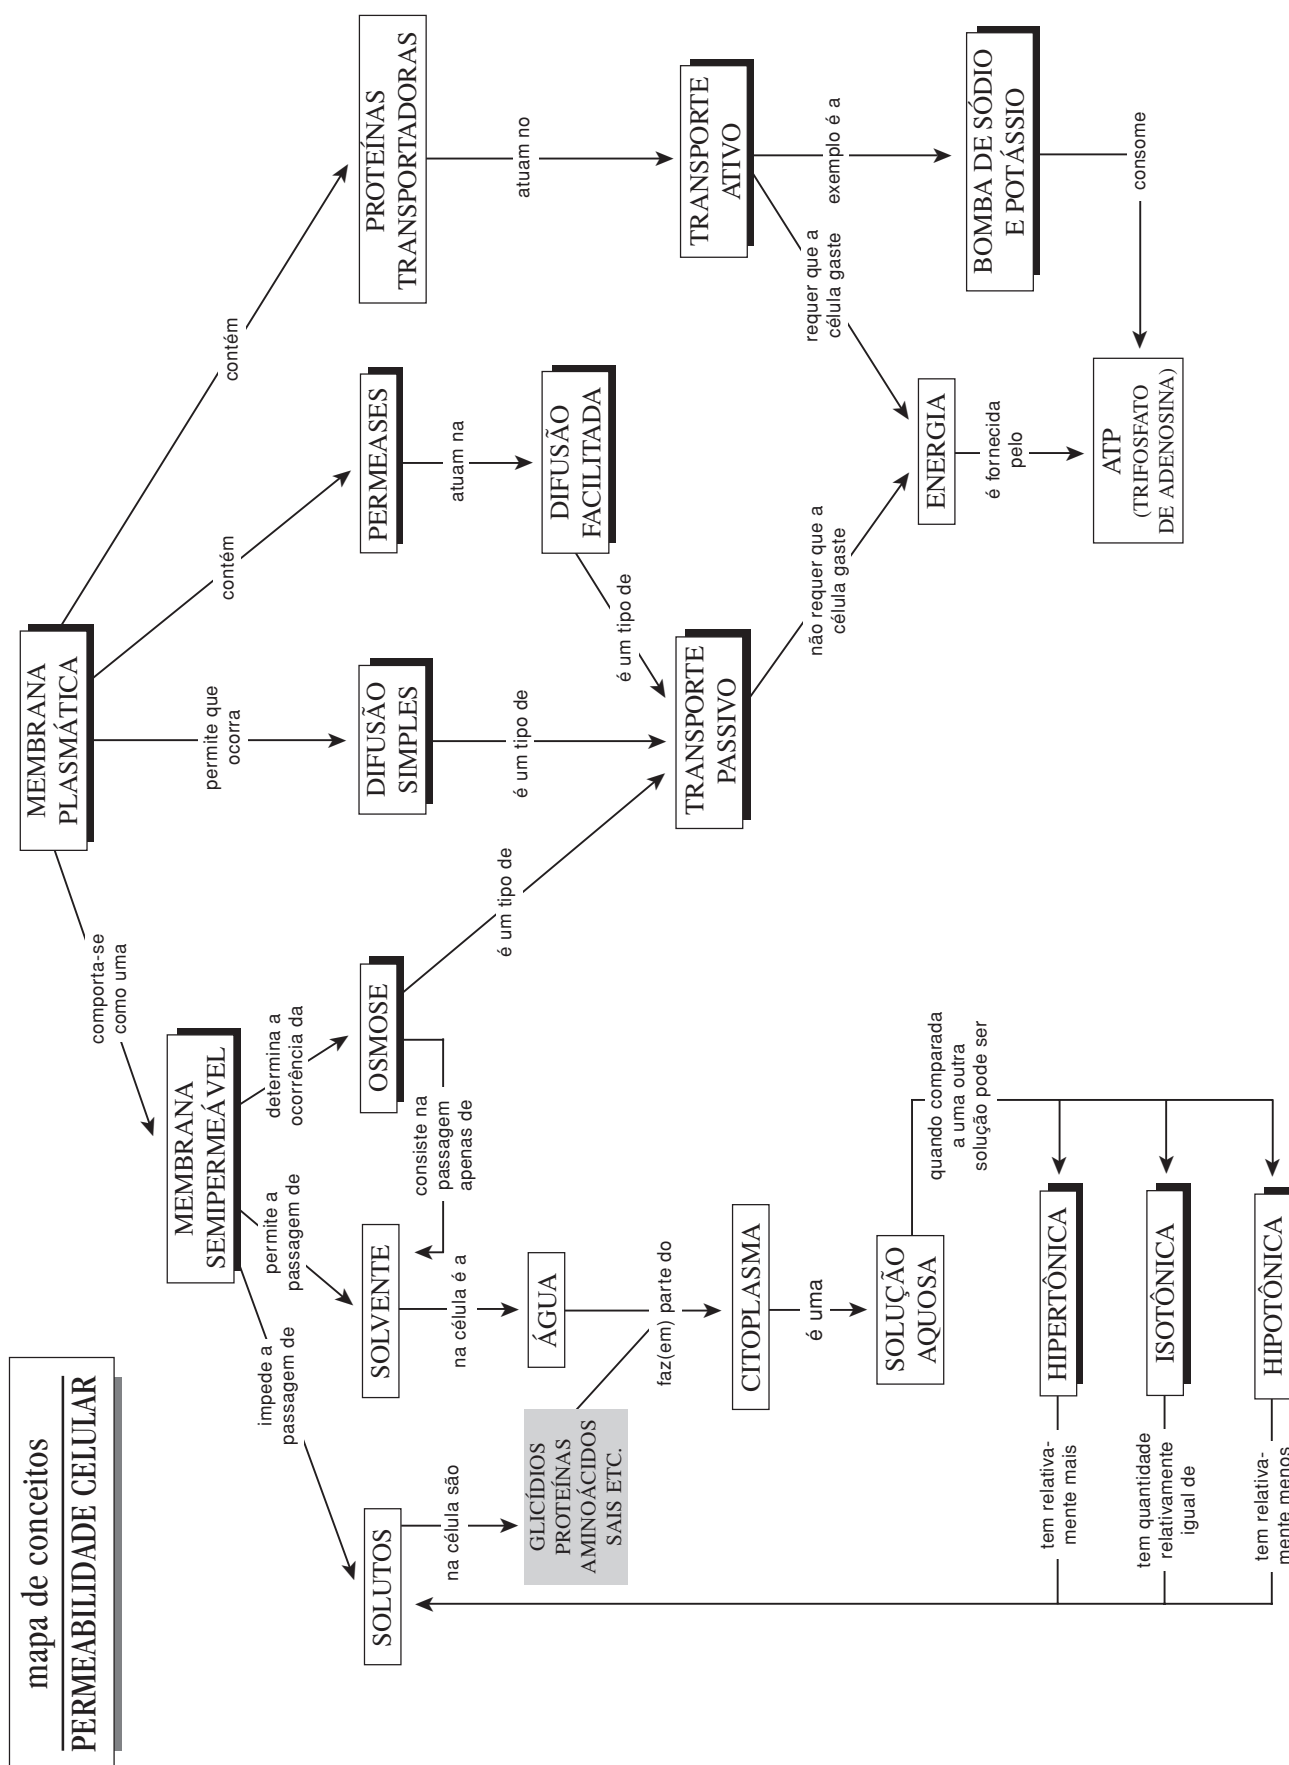 mapa de conceitos
PERMEABILIDADE CELULAR
MEMBRANA
PLASMÁTICA
comporta-se
como uma
permite que
ocorra
contém
contém
MEMBRANA
SEMIPERMEÁVEL
impede a
passagem de
permite a
passagem de
determina a
ocorrência da
SOLUTOS
SOLVENTE
OSMOSE
DIFUSÃO
SIMPLES
PERMEASES
PROTEÍNAS
TRANSPORTADORAS
na célula são
na célula é a
consiste na
passagem
apenas de
é um tipo de
é um tipo de
atuam na
atuam no
GLICÍDIOS
PROTEÍNAS
AMINOÁCIDOS
SAIS ETC.
ÁGUA
DIFUSÃO
FACILITADA
é um tipo de
faz(em) parte do
TRANSPORTE
PASSIVO
TRANSPORTE
ATIVO
CITOPLASMA
é uma
não requer que a
célula gaste
requer que a
célula gaste
exemplo é a
SOLUÇÃO
AQUOSA
quando comparada
a uma outra
solução pode ser
ENERGIA
BOMBA DE SÓDIO
E POTÁSSIO
é fornecida
pelo
consome
tem relativa-
mente mais
HIPERTÔNICA
ATP
(TRIFOSFATO
DE ADENOSINA)
tem quantidade
relativamente
igual de
ISOTÔNICA
tem relativa-
mente menos
HIPOTÔNICA